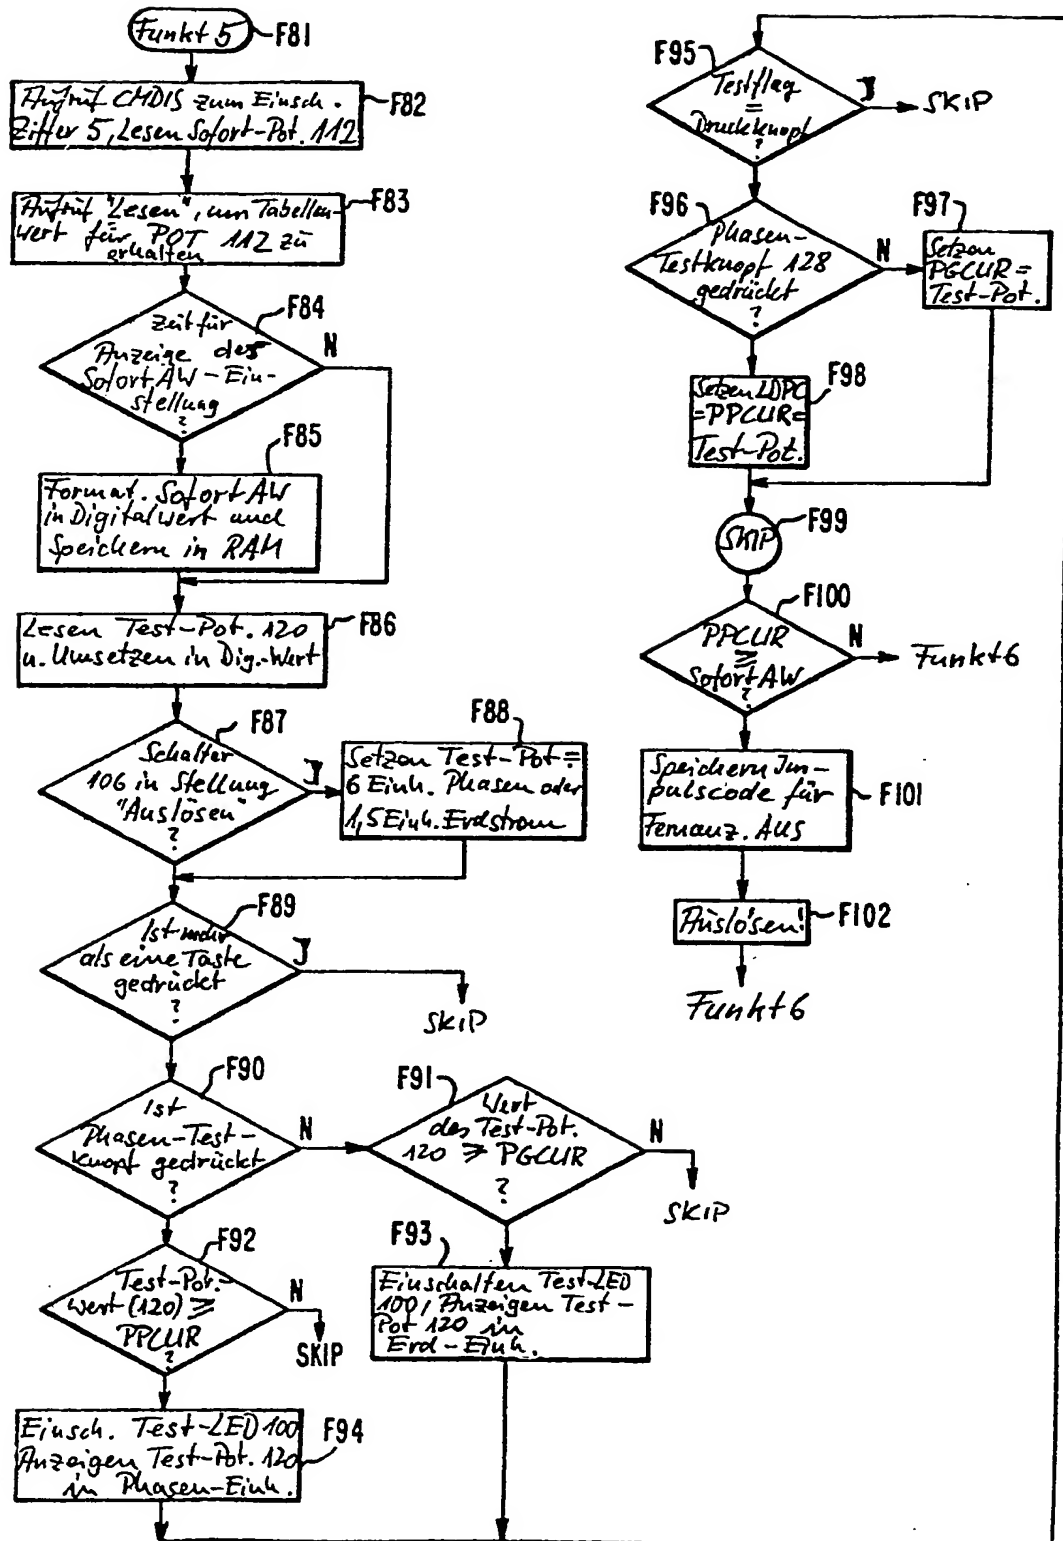 Funkt 5
F81
Aufruf CMDIS zum Einsch.
Ziffer 5, Lesen Sofort-Pot. 112
F82
Aufruf "Lesen", um Tabellen-
wert für POT 112 zu
erhalten
F83
Zeit für
Anzeige der
Sofort AW-Ein-
stellung
?
F84
N
F85
Format. Sofort AW
in Digitalwert und
Speichern in RAM
Lesen Test-Pot. 120
u. Umsetzen in Dig.-Wert
F86
F87
Schalter
106 in Stellung
"Auslösen"
?
J
F88
Setzen Test-Pot =
6 Einh. Phasen oder
1,5 Einh. Erdstrom
F89
Ist mehr
als eine Taste
gedrückt
?
J
SKIP
F90
Ist
Phasen-Test-
knopf gedrückt
?
N
F91
Wert
des Test-Pot.
120 ≥ PGCUR
?
N
SKIP
F92
Test-Pot.-
wert (120) ≥
PPCUR
?
N
SKIP
F93
Einschalten Test-LED
100, Anzeigen Test-
Pot 120 in
Erd-Einh.
Einsch. Test-LED 100
Anzeigen Test-Pot. 120
in Phasen-Einh.
F94
F95
Testflag
=
Druckknopf
?
J
SKIP
F96
Phasen-
Testknopf 128
gedrückt
?
N
F97
Setzen
PGCUR =
Test-Pot.
F98
Setzen LDPC
=PPCUR=
Test-Pot.
SKIP
F99
F100
PPCUR
≥
Sofort AW
?
N
Funkt 6
Speichern Im-
pulscode für
Fernanz. AUS
F101
Auslösen!
F102
Funkt 6